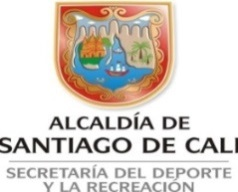 ALCALDÍA DE
SANTIAGO DE CALI
SECRETARÍA DEL DEPORTE
Y LA RECREACIÓN